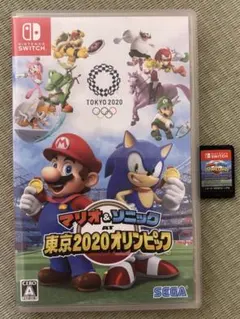 NINTENDO
SWITCH
TOKYO 2020
マリオ&ソニック
AT
東京2020オリンピック
CERO
A
SEGA